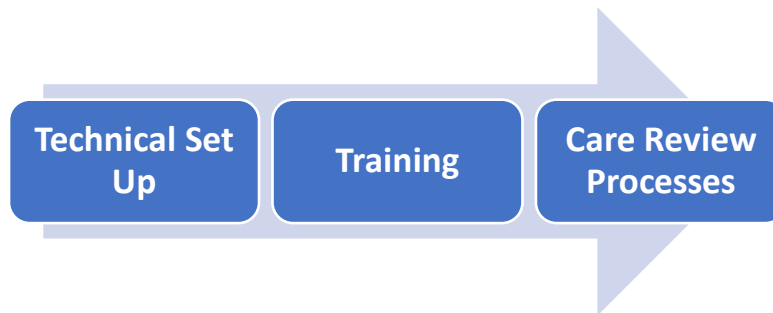 Technical Set
Up
Training
Care Review
Processes